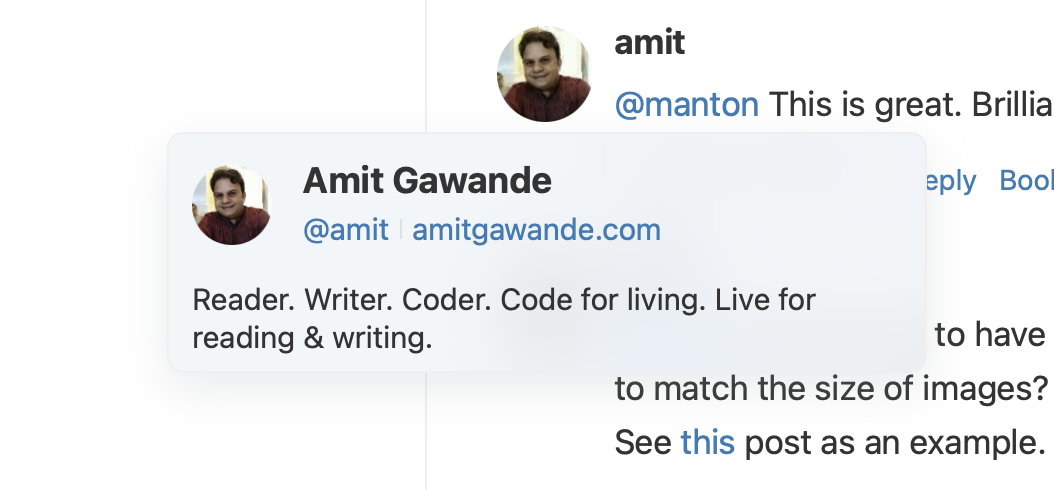 amit
@manton This is great. Brillia
Amit Gawande
@amit | amitgawande.com
eply Bool
Reader. Writer. Coder. Code for living. Live for
reading & writing.
to have
to match the size of images?
See this post as an example.